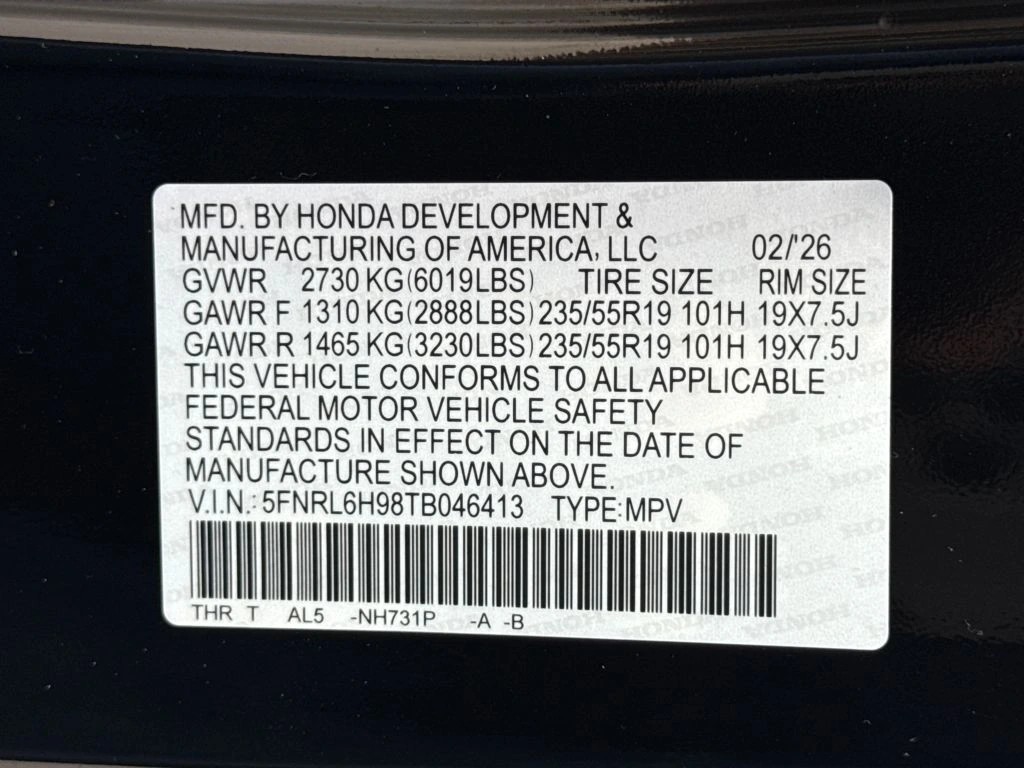 MFD. BY HONDA DEVELOPMENT &
MANUFACTURING OF AMERICA, LLC 02/'26
GVWR 2730 KG(6019LBS) TIRE SIZE RIM SIZE
GAWR F 1310 KG(2888LBS) 235/55R19 101H 19X7.5J
GAWR R 1465 KG(3230LBS) 235/55R19 101H 19X7.5J
THIS VEHICLE CONFORMS TO ALL APPLICABLE
FEDERAL MOTOR VEHICLE SAFETY
STANDARDS IN EFFECT ON THE DATE OF
MANUFACTURE SHOWN ABOVE.
V.I.N.: 5FNRL6H98TB046413 TYPE:MPV
THR T AL5 -NH731P -A -B